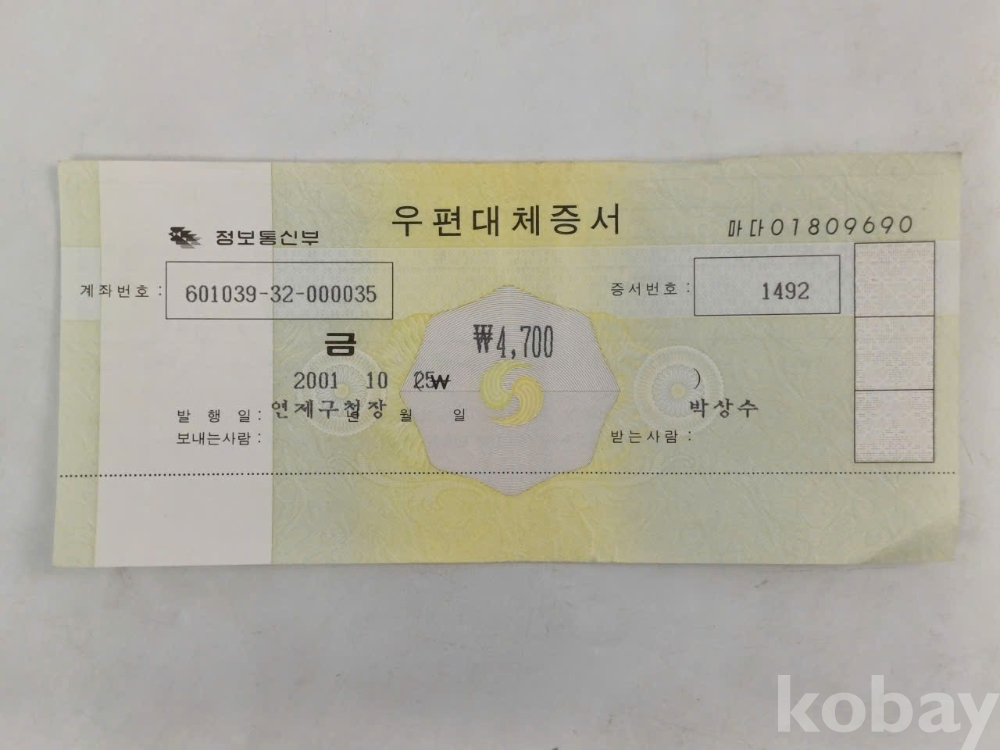 우편대체증서
정보통신부
마다01809690
계좌번호 : 601039-32-000035
증서번호 : 1492
금 ₩4,700
2001 10 25
(₩ )
연제구청장 박상수
발 행 일 : 년 월 일
보내는사람 : 받는사람 :
kobay